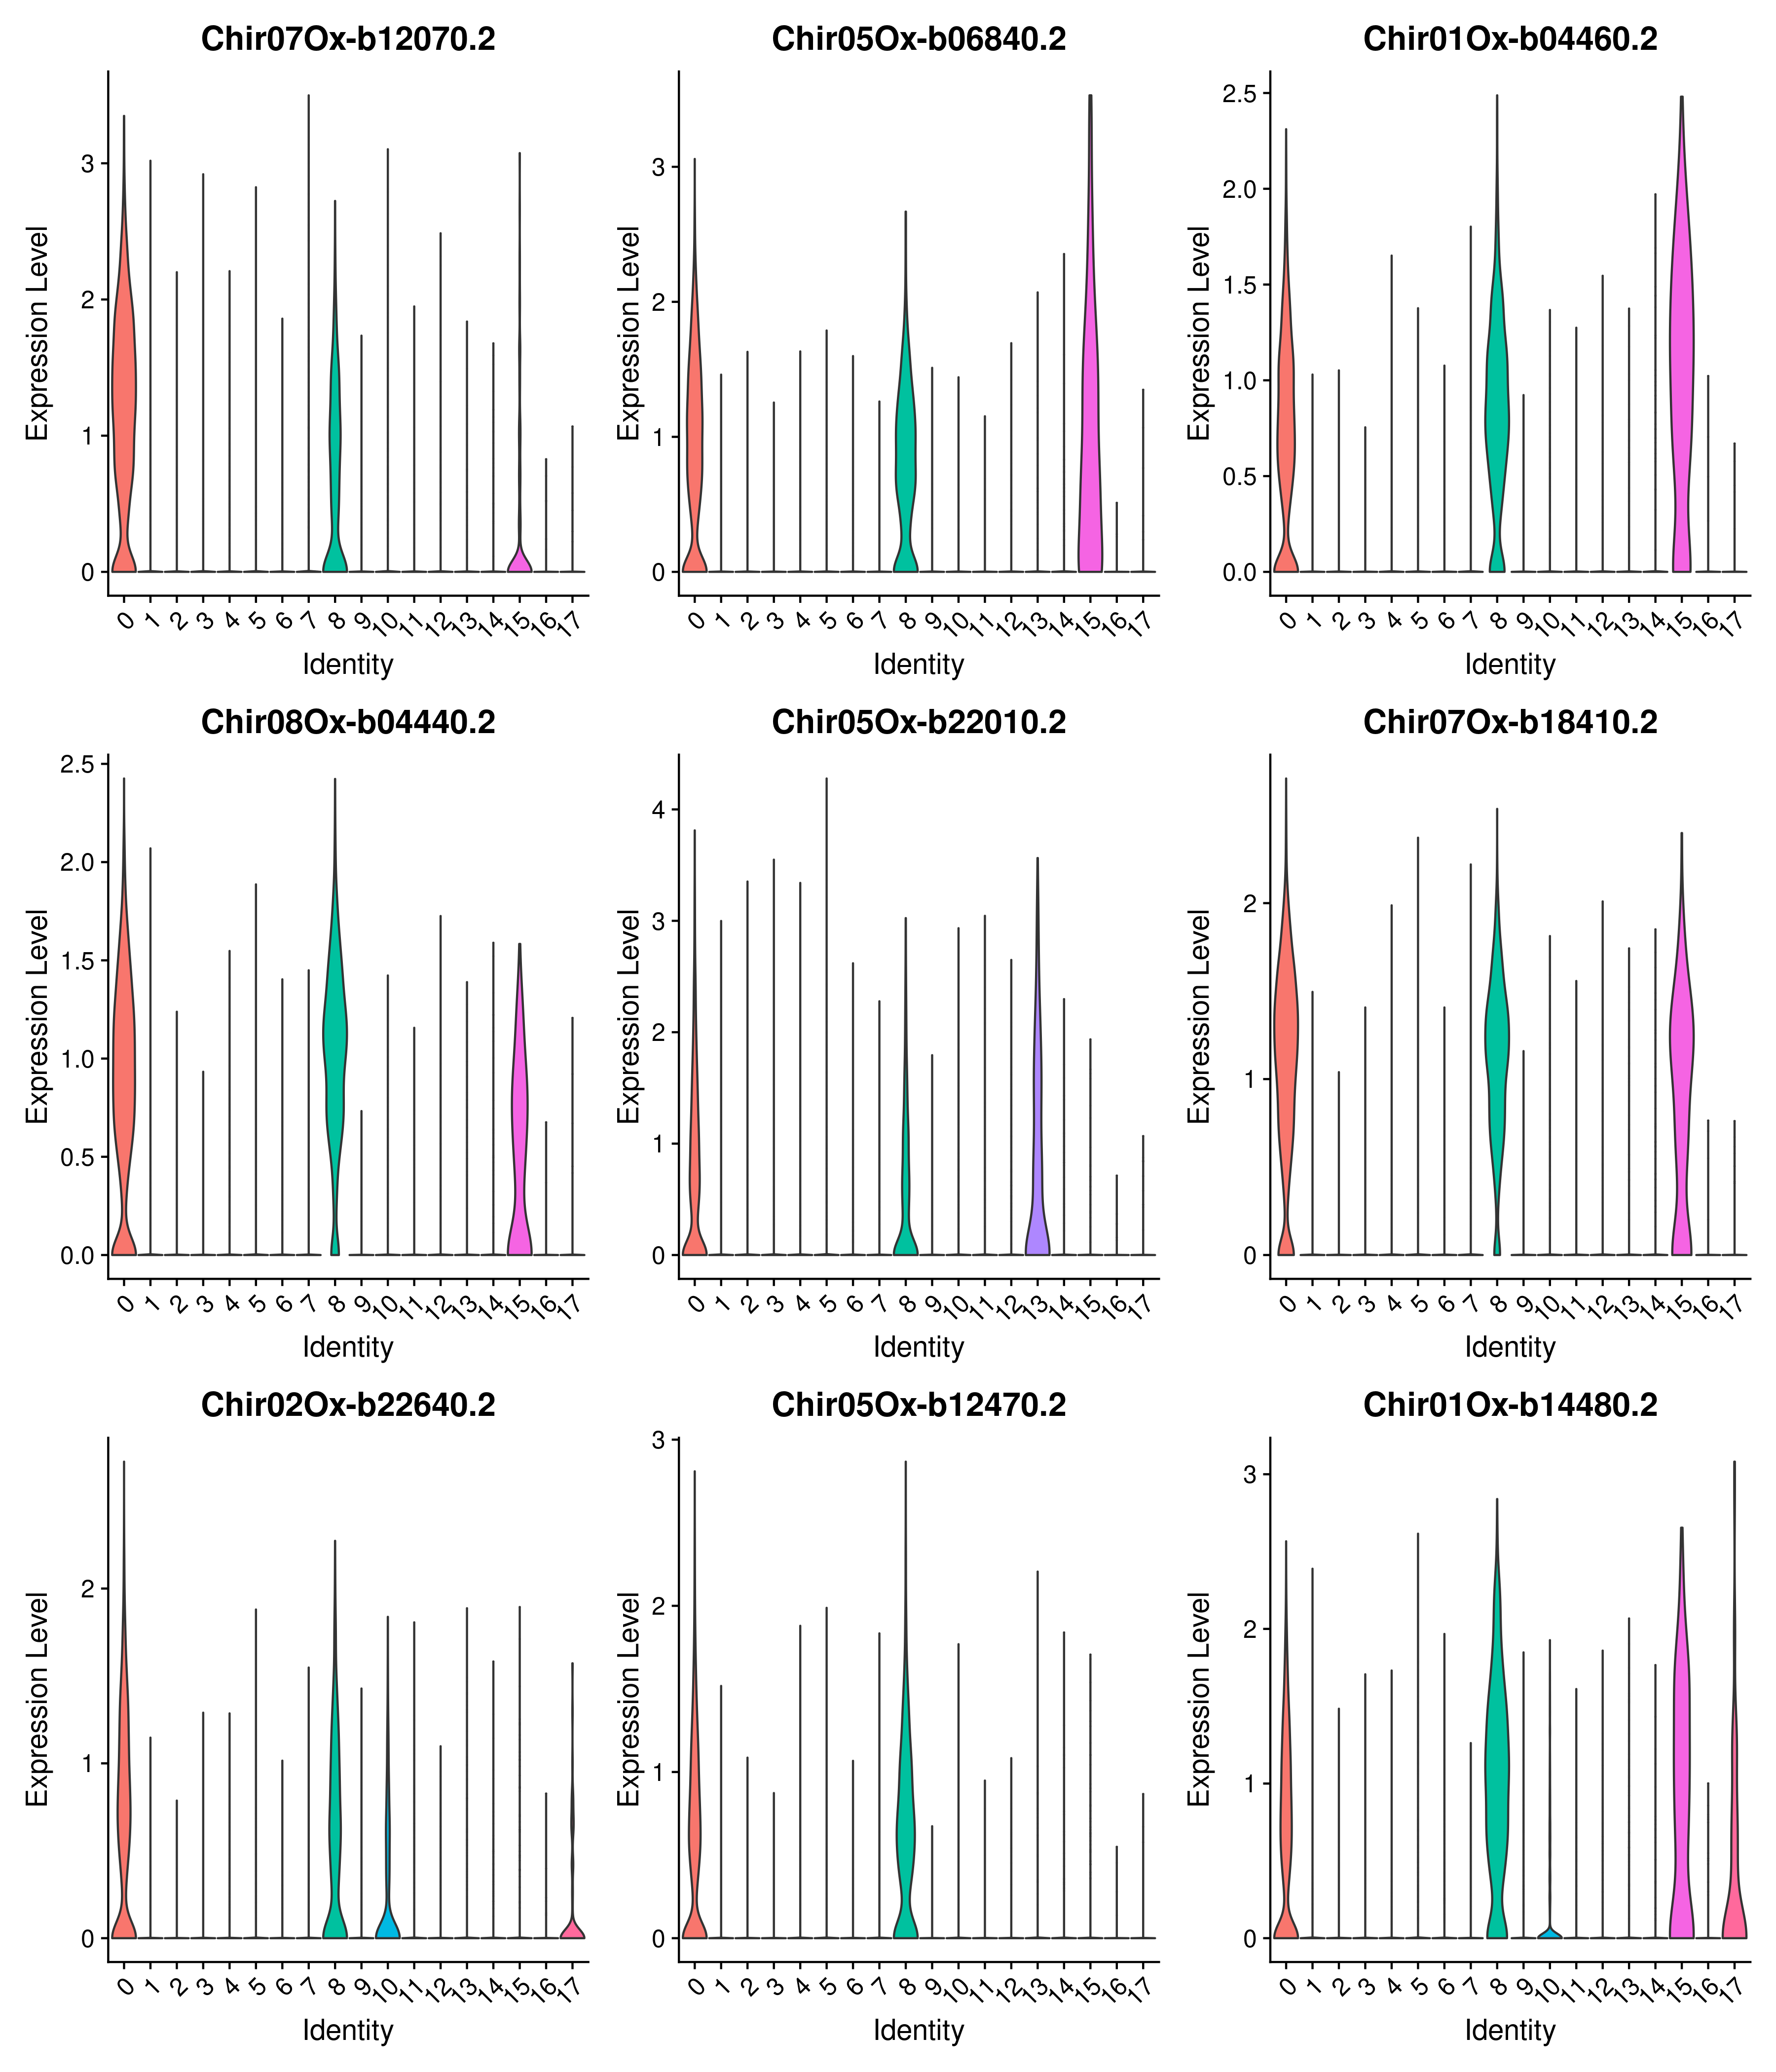 Chir07Ox-b12070.2
Expression Level
3
2
1
0
0 1 2 3 4 5 6 7 8 9 10 11 12 13 14 15 16 17
Identity
Chir05Ox-b06840.2
Expression Level
3
2
1
0
0 1 2 3 4 5 6 7 8 9 10 11 12 13 14 15 16 17
Identity
Chir01Ox-b04460.2
Expression Level
2.5
2.0
1.5
1.0
0.5
0.0
0 1 2 3 4 5 6 7 8 9 10 11 12 13 14 15 16 17
Identity
Chir08Ox-b04440.2
Expression Level
2.5
2.0
1.5
1.0
0.5
0.0
0 1 2 3 4 5 6 7 8 9 10 11 12 13 14 15 16 17
Identity
Chir05Ox-b22010.2
Expression Level
4
3
2
1
0
0 1 2 3 4 5 6 7 8 9 10 11 12 13 14 15 16 17
Identity
Chir07Ox-b18410.2
Expression Level
2
1
0
0 1 2 3 4 5 6 7 8 9 10 11 12 13 14 15 16 17
Identity
Chir02Ox-b22640.2
Expression Level
2
1
0
0 1 2 3 4 5 6 7 8 9 10 11 12 13 14 15 16 17
Identity
Chir05Ox-b12470.2
Expression Level
3
2
1
0
0 1 2 3 4 5 6 7 8 9 10 11 12 13 14 15 16 17
Identity
Chir01Ox-b14480.2
Expression Level
3
2
1
0
0 1 2 3 4 5 6 7 8 9 10 11 12 13 14 15 16 17
Identity